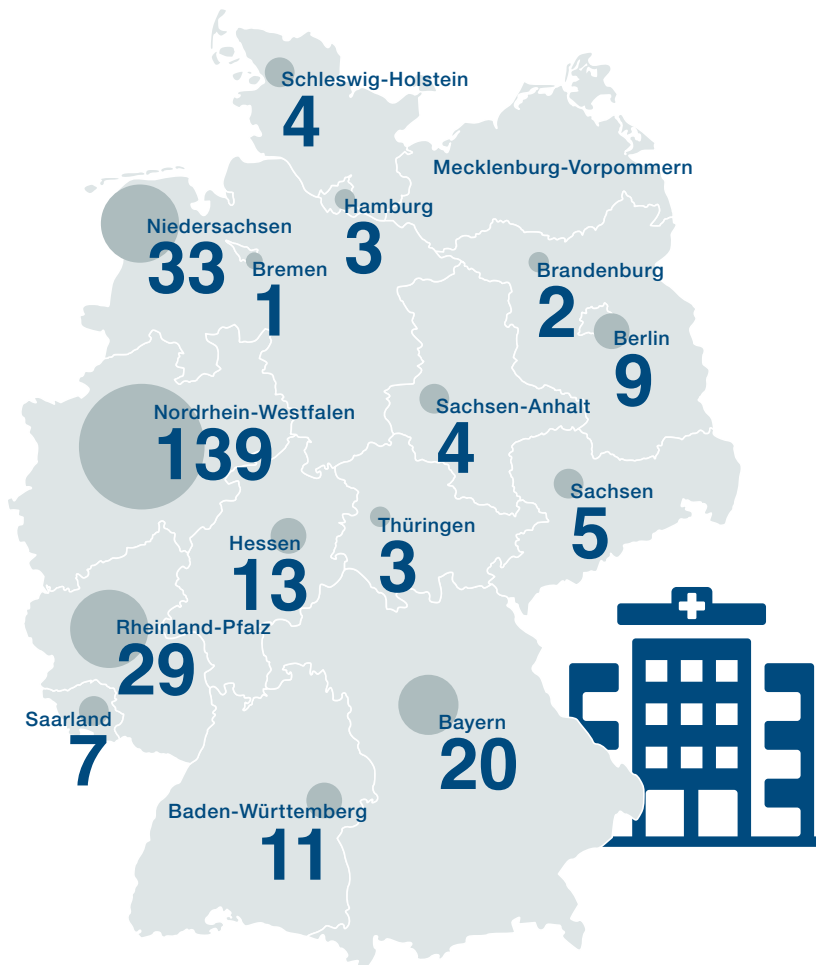 Schleswig-Holstein
4
Mecklenburg-Vorpommern
Hamburg
3
Niedersachsen
33
Bremen
1
Brandenburg
2
Berlin
9
Nordrhein-Westfalen
139
Sachsen-Anhalt
4
Sachsen
5
Thüringen
3
Hessen
13
Rheinland-Pfalz
29
Saarland
7
Bayern
20
Baden-Württemberg
11